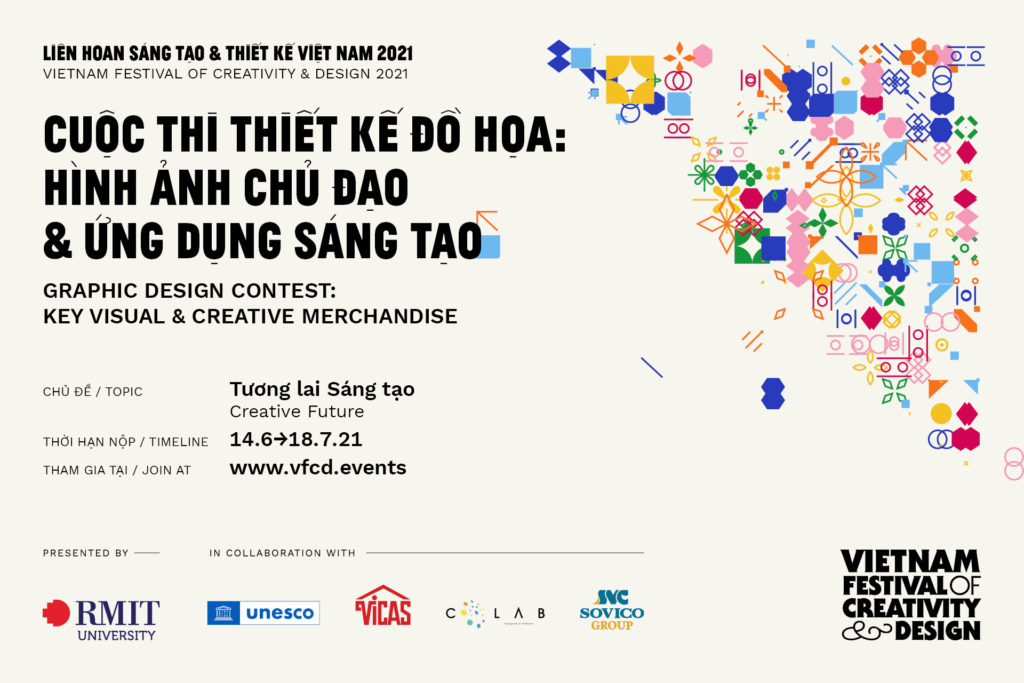 LIÊN HOAN SÁNG TẠO & THIẾT KẾ VIỆT NAM 2021
VIETNAM FESTIVAL OF CREATIVITY & DESIGN 2021
CUỘC THI THIẾT KẾ ĐỒ HỌA:
HÌNH ẢNH CHỦ ĐẠO
& ỨNG DỤNG SÁNG TẠO
GRAPHIC DESIGN CONTEST:
KEY VISUAL & CREATIVE MERCHANDISE
CHỦ ĐỀ / TOPIC Tương lai Sáng tạo
Creative Future
THỜI HẠN NỘP / TIMELINE 14.6→18.7.21
THAM GIA TẠI / JOIN AT www.vfcd.events
PRESENTED BY
IN COLLABORATION WITH
RMIT
UNIVERSITY
unesco
VICAS
COLAB
SVC
SOVICO
GROUP
VIETNAM
FESTIVAL OF
CREATIVITY
& DESIGN